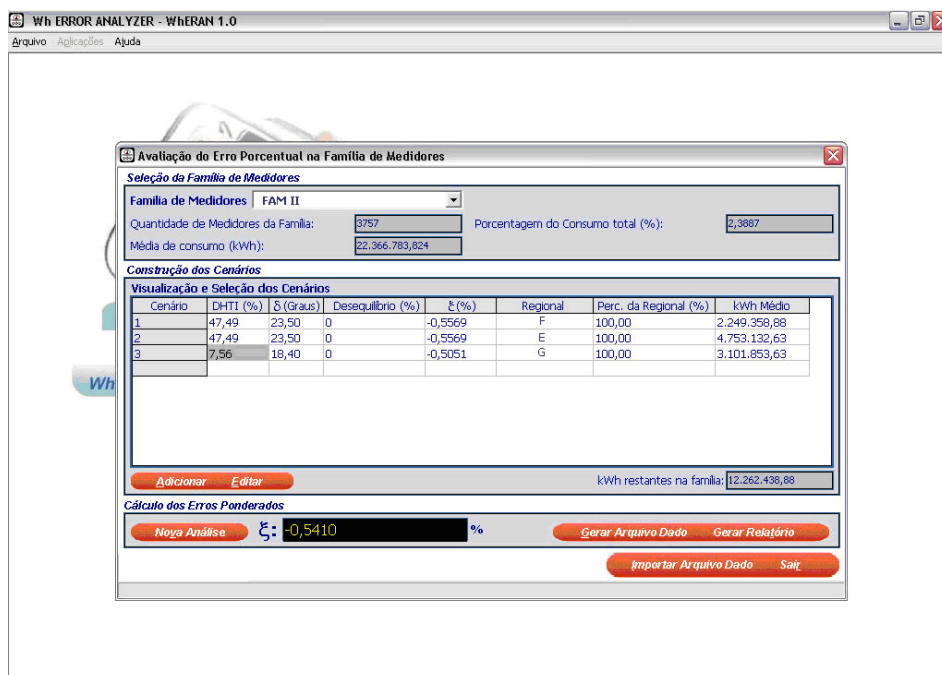 Wh ERROR ANALYZER - WhERAN 1.0
Arquivo Aplicações Ajuda
Avaliação do Erro Porcentual na Família de Medidores
Seleção da Família de Medidores
Família de Medidores FAM II
Quantidade de Medidores da Família: 3757 Porcentagem do Consumo total (%): 2,3887
Média de consumo (kWh): 22.366.783,824
Construção dos Cenários
Visualização e Seleção dos Cenários
Cenário DHTI (%) δ (Graus) Desequilíbrio (%) ξ(%) Regional Perc. da Regional (%) kWh Médio
1 47,49 23,50 0 -0,5569 F 100,00 2.249.358,88
2 47,49 23,50 0 -0,5569 E 100,00 4.753.132,63
3 7,56 18,40 0 -0,5051 G 100,00 3.101.853,63
Wh
Adicionar Editar kWh restantes na família: 12.262.438,88
Cálculo dos Erros Ponderados
Nova Análise ξ: -0,5410 % Gerar Arquivo Dado Gerar Relatório
Importar Arquivo Dado Sair